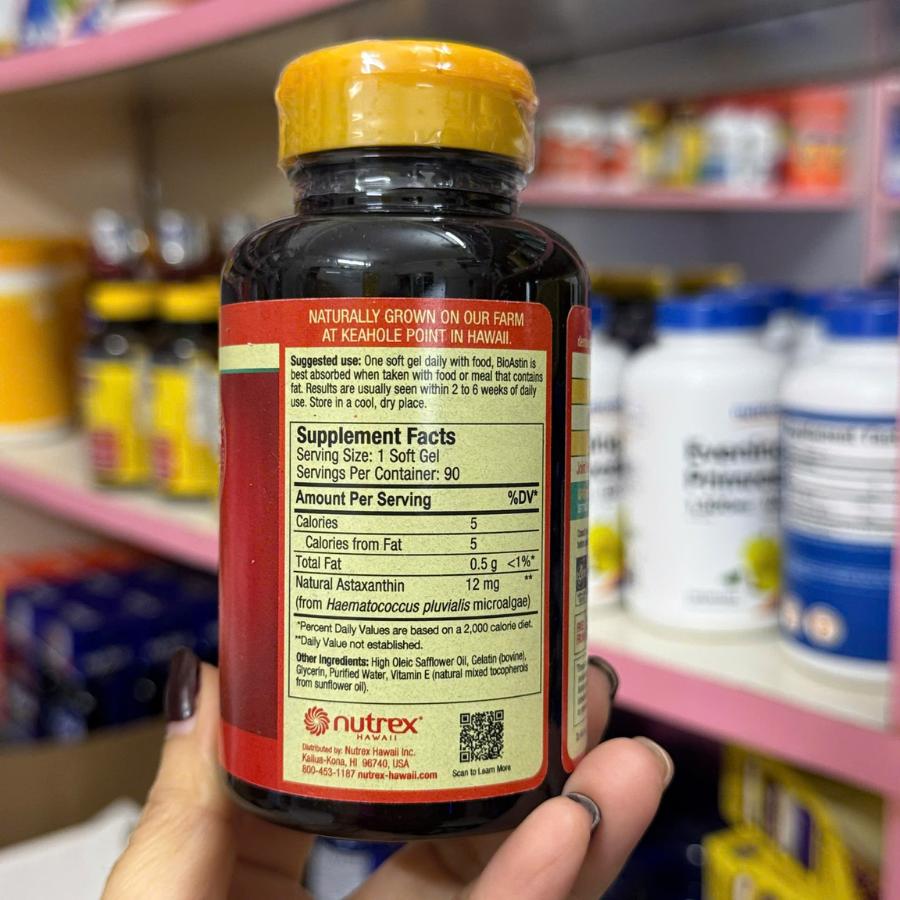 NATURALLY GROWN ON OUR FARM
AT KEAHOLE POINT IN HAWAII.
Suggested use: One soft gel daily with food, BioAstin is
best absorbed when taken with food or meal that contains
fat. Results are usually seen within 2 to 6 weeks of daily
use. Store in a cool, dry place.
Supplement Facts
Serving Size: 1 Soft Gel
Servings Per Container: 90
Amount Per Serving %DV*
Calories 5
Calories from Fat 5
Total Fat 0.5 g <1%*
Natural Astaxanthin 12 mg **
(from Haematococcus pluvialis microalgae)
*Percent Daily Values are based on a 2,000 calorie diet.
**Daily Value not established.
Other Ingredients: High Oleic Safflower Oil, Gelatin (bovine),
Glycerin, Purified Water, Vitamin E (natural mixed tocopherols
from sunflower oil).
nutrex®
HAWAII
Distributed by: Nutrex Hawaii Inc.
Kailua-Kona, HI 96740, USA
800-453-1187 nutrex-hawaii.com
Scan to Learn More